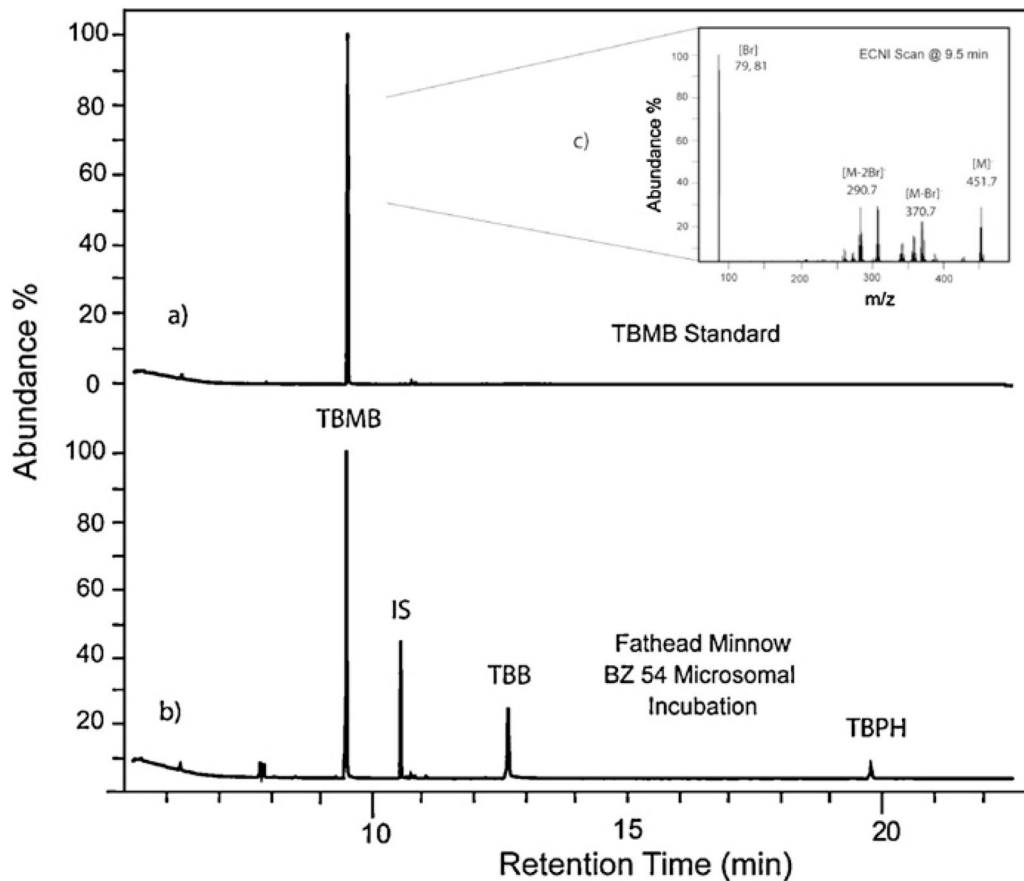 Abundance %
100
80
60
40
20
0
a)
TBMB Standard
c)
Abundance %
100
80
60
40
20
[Br]
79, 81
ECNI Scan @ 9.5 min
[M-2Br]-
290.7
[M-Br]-
370.7
[M]-
451.7
100
200
300
400
m/z
100
80
60
40
20
b)
TBMB
IS
TBB
Fathead Minnow
BZ 54 Microsomal
Incubation
TBPH
10
15
20
Retention Time (min)